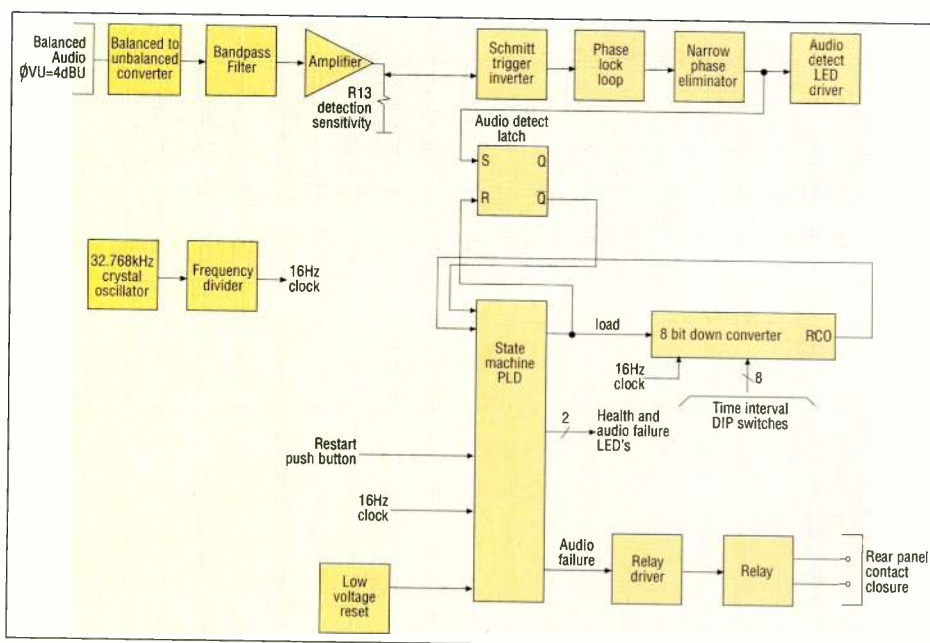 Balanced
Audio
ØVU=4dBU
Balanced to
unbalanced
converter
Bandpass
Filter
Amplifier
R13
detection
sensitivity
Schmitt
trigger
inverter
Phase
lock
loop
Narrow
phase
eliminator
Audio
detect
LED
driver
Audio detect
latch
S
Q
R
Q̅
32.768kHz
crystal
oscillator
Frequency
divider
16Hz
clock
State
machine
PLD
load
8 bit down converter
RCO
16Hz
clock
8
Time interval
DIP switches
2
Health and
audio failure
LED's
Restart
push button
16Hz
clock
Low
voltage
reset
Audio
failure
Relay
driver
Relay
Rear panel
contact
closure